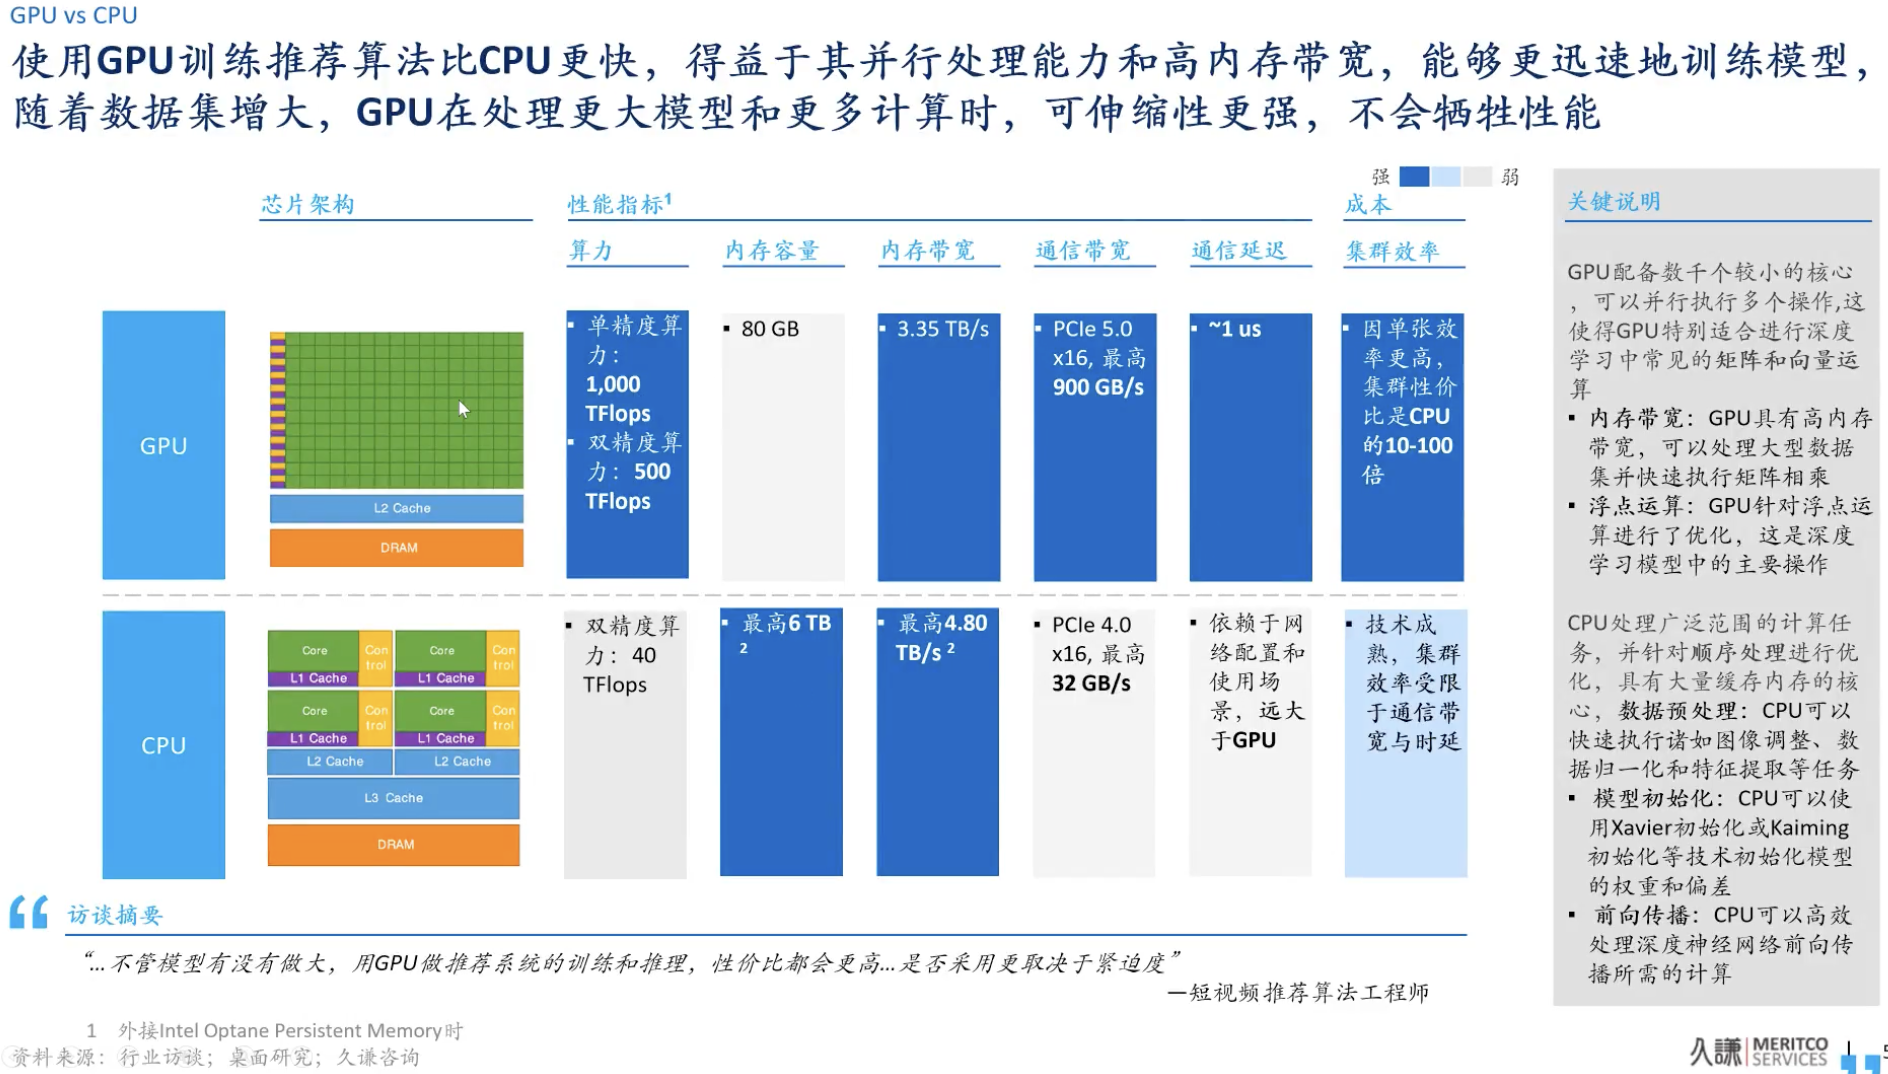 GPU vs CPU
使用GPU训练推荐算法比CPU更快，得益于其并行处理能力和高内存带宽，能够更迅速地训练模型，
随着数据集增大，GPU在处理更大模型和更多计算时，可伸缩性更强，不会牺牲性能
强
弱
芯片架构
性能指标1
成本
算力
内存容量
内存带宽
通信带宽
通信延迟
集群效率
GPU
L2 Cache
DRAM
▪ 单精度算
力：
1,000
TFlops
▪ 双精度算
力：500
TFlops
▪ 80 GB
▪ 3.35 TB/s
▪ PCIe 5.0
x16, 最高
900 GB/s
▪ ~1 us
▪ 因单张效
率更高，
集群性价
比是CPU
的10-100
倍
CPU
Core
Con
trol
L1 Cache
Core
Con
trol
L1 Cache
Core
Con
trol
L1 Cache
Core
Con
trol
L1 Cache
L2 Cache
L2 Cache
L3 Cache
DRAM
▪ 双精度算
力：40
TFlops
▪ 最高6 TB
2
▪ 最高4.80
TB/s 2
▪ PCIe 4.0
x16, 最高
32 GB/s
▪ 依赖于网
络配置和
使用场
景，远大
于GPU
▪ 技术成
熟，集群
效率受限
于通信带
宽与时延
关键说明
GPU配备数千个较小的核心
，可以并行执行多个操作,这
使得GPU特别适合进行深度
学习中常见的矩阵和向量运
算
▪ 内存带宽：GPU具有高内存
带宽，可以处理大型数据
集并快速执行矩阵相乘
▪ 浮点运算：GPU针对浮点运
算进行了优化，这是深度
学习模型中的主要操作
CPU处理广泛范围的计算任
务，并针对顺序处理进行优
化，具有大量缓存内存的核
心，数据预处理：CPU可以
快速执行诸如图像调整、数
据归一化和特征提取等任务
▪ 模型初始化：CPU可以使
用Xavier初始化或Kaiming
初始化等技术初始化模型
的权重和偏差
▪ 前向传播：CPU可以高效
处理深度神经网络前向传
播所需的计算
访谈摘要
“…不管模型有没有做大，用GPU做推荐系统的训练和推理，性价比都会更高…是否采用更取决于紧迫度”
—短视频推荐算法工程师
1 外接Intel Optane Persistent Memory时
资料来源：行业访谈；桌面研究；久谦咨询
久謙 MERITCO
SERVICES